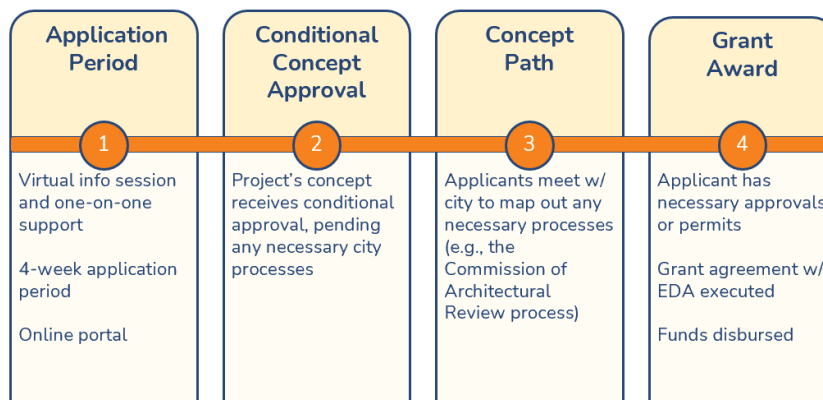 Application
Period
1
Virtual info session
and one-on-one
support
4-week application
period
Online portal
Conditional
Concept
Approval
2
Project's concept
receives conditional
approval, pending
any necessary city
processes
Concept
Path
3
Applicants meet w/
city to map out any
necessary processes
(e.g., the
Commission of
Architectural
Review process)
Grant
Award
4
Applicant has
necessary approvals
or permits
Grant agreement w/
EDA executed
Funds disbursed